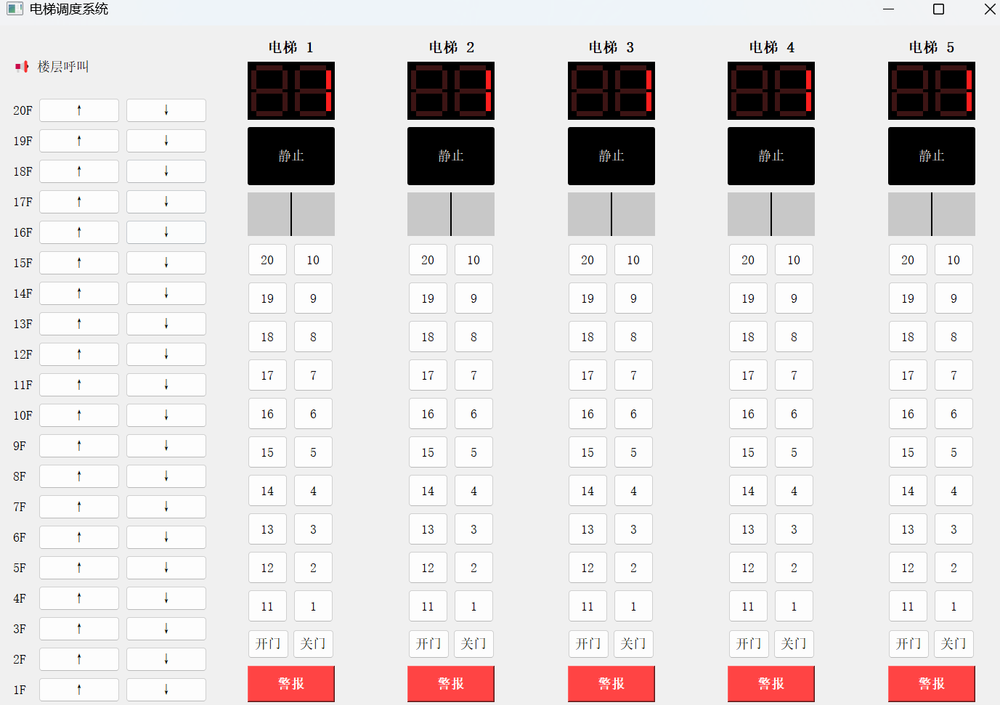 电梯调度系统
楼层呼叫
20F ↑ ↓
19F ↑ ↓
18F ↑ ↓
17F ↑ ↓
16F ↑ ↓
15F ↑ ↓
14F ↑ ↓
13F ↑ ↓
12F ↑ ↓
11F ↑ ↓
10F ↑ ↓
9F ↑ ↓
8F ↑ ↓
7F ↑ ↓
6F ↑ ↓
5F ↑ ↓
4F ↑ ↓
3F ↑ ↓
2F ↑ ↓
1F ↑ ↓
电梯 1
1
静止
20 10
19 9
18 8
17 7
16 6
15 5
14 4
13 3
12 2
11 1
开门 关门
警报
电梯 2
1
静止
20 10
19 9
18 8
17 7
16 6
15 5
14 4
13 3
12 2
11 1
开门 关门
警报
电梯 3
1
静止
20 10
19 9
18 8
17 7
16 6
15 5
14 4
13 3
12 2
11 1
开门 关门
警报
电梯 4
1
静止
20 10
19 9
18 8
17 7
16 6
15 5
14 4
13 3
12 2
11 1
开门 关门
警报
电梯 5
1
静止
20 10
19 9
18 8
17 7
16 6
15 5
14 4
13 3
12 2
11 1
开门 关门
警报